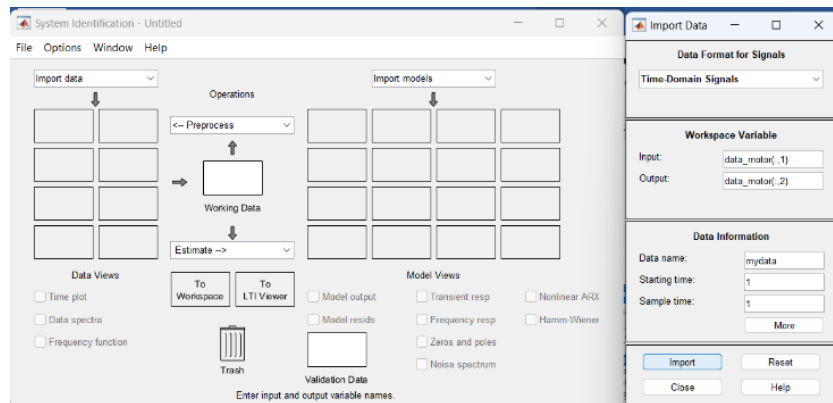 System Identification - Untitled
File Options Window Help
Import data
Operations
Import models
<-- Preprocess
Working Data
Estimate -->
Data Views
To
Workspace
To
LTI Viewer
Model Views
Time plot
Data spectra
Frequency function
Model output
Transient resp
Nonlinear ARX
Model resids
Frequency resp
Hamm-Wiener
Zeros and poles
Noise spectrum
Trash
Validation Data
Enter input and output variable names.
Import Data
Data Format for Signals
Time-Domain Signals
Workspace Variable
Input: data_motor(:,1)
Output: data_motor(:,2)
Data Information
Data name: mydata
Starting time: 1
Sample time: 1
More
Import Reset
Close Help